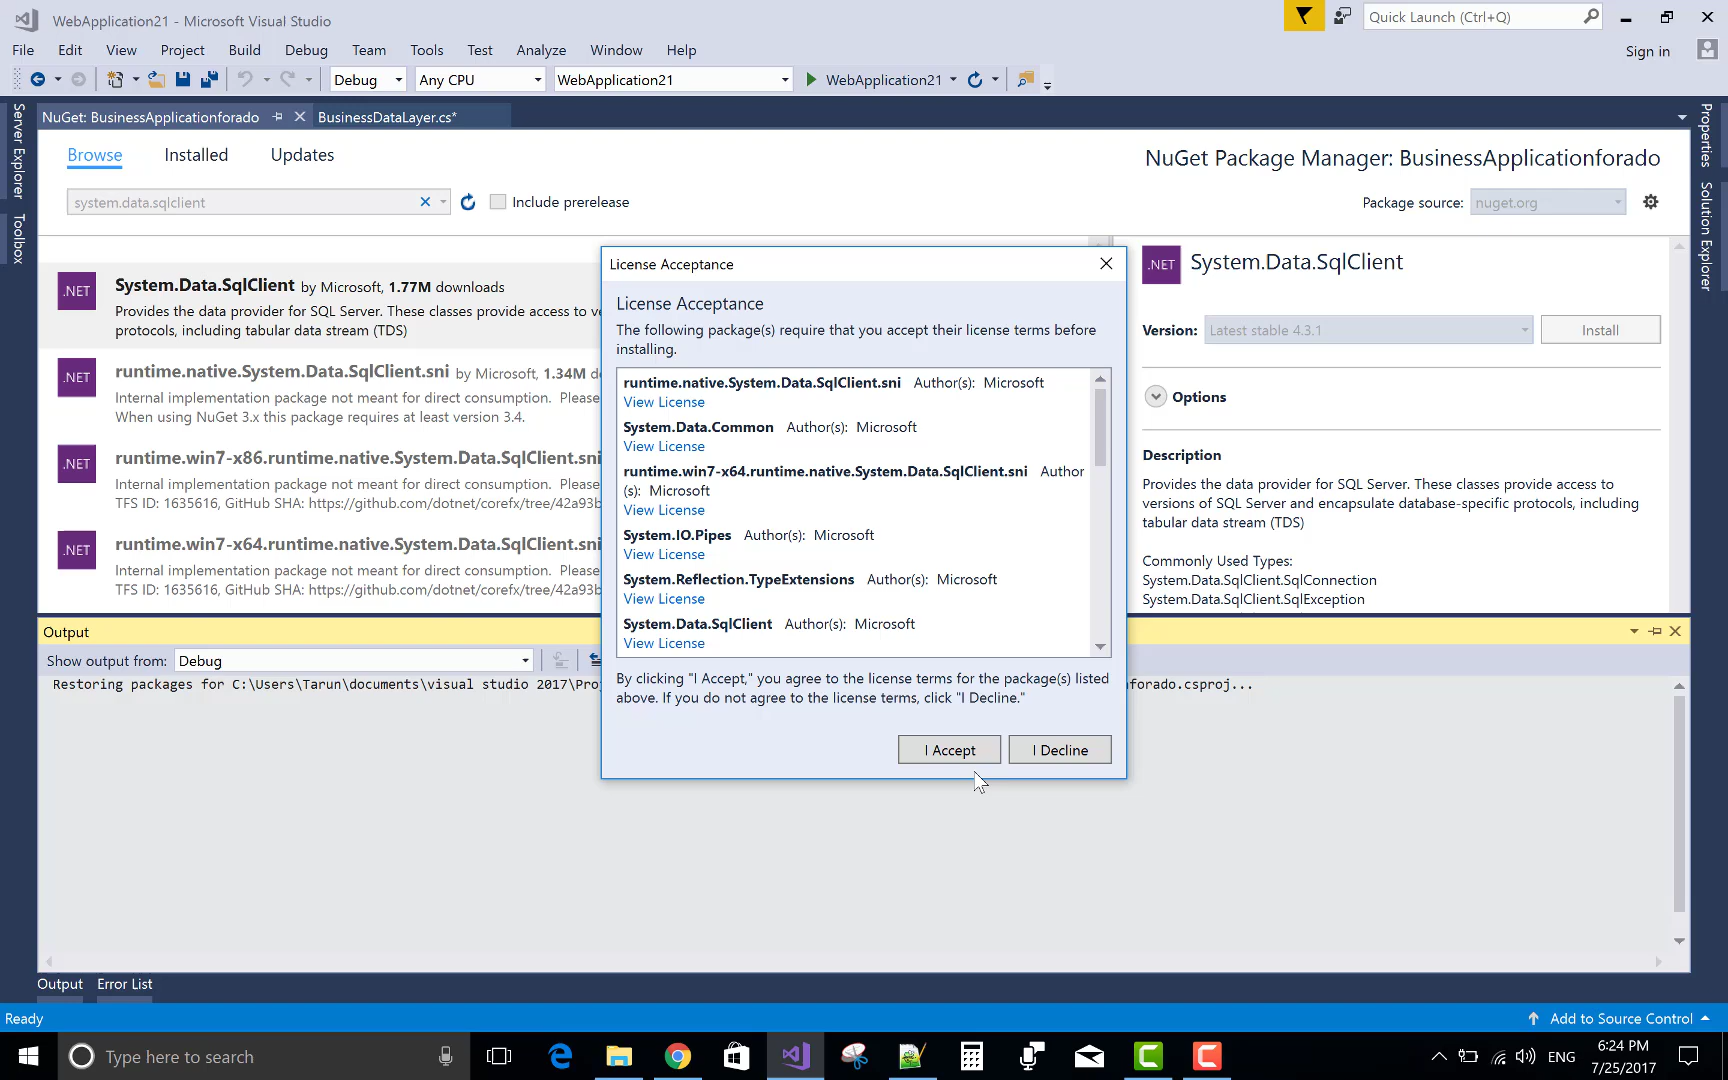 WebApplication21 - Microsoft Visual Studio
Quick Launch (Ctrl+Q)
File Edit View Project Build Debug Team Tools Test Analyze Window Help
Sign in
Debug
Any CPU
WebApplication21
WebApplication21
Server Explorer
Toolbox
NuGet: BusinessApplicationforado
BusinessDataLayer.cs*
Properties
Solution Explorer
Browse
Installed
Updates
NuGet Package Manager: BusinessApplicationforado
system.data.sqlclient
Include prerelease
Package source:
nuget.org
.NET
System.Data.SqlClient by Microsoft, 1.77M downloads
Provides the data provider for SQL Server. These classes provide access to ve
protocols, including tabular data stream (TDS)
.NET
runtime.native.System.Data.SqlClient.sni by Microsoft, 1.34M d
Internal implementation package not meant for direct consumption. Please
When using NuGet 3.x this package requires at least version 3.4.
.NET
runtime.win7-x86.runtime.native.System.Data.SqlClient.sni
Internal implementation package not meant for direct consumption. Please
TFS ID: 1635616, GitHub SHA: https://github.com/dotnet/corefx/tree/42a93b
.NET
runtime.win7-x64.runtime.native.System.Data.SqlClient.sni
Internal implementation package not meant for direct consumption. Please
TFS ID: 1635616, GitHub SHA: https://github.com/dotnet/corefx/tree/42a93b
License Acceptance
License Acceptance
The following package(s) require that you accept their license terms before
installing.
runtime.native.System.Data.SqlClient.sni Author(s): Microsoft
View License
System.Data.Common Author(s): Microsoft
View License
runtime.win7-x64.runtime.native.System.Data.SqlClient.sni Author
(s): Microsoft
View License
System.IO.Pipes Author(s): Microsoft
View License
System.Reflection.TypeExtensions Author(s): Microsoft
View License
System.Data.SqlClient Author(s): Microsoft
View License
By clicking "I Accept," you agree to the license terms for the package(s) listed
above. If you do not agree to the license terms, click "I Decline."
I Accept
I Decline
.NET
System.Data.SqlClient
Version:
Latest stable 4.3.1
Install
Options
Description
Provides the data provider for SQL Server. These classes provide access to
versions of SQL Server and encapsulate database-specific protocols, including
tabular data stream (TDS)
Commonly Used Types:
System.Data.SqlClient.SqlConnection
System.Data.SqlClient.SqlException
Output
Show output from:
Debug
Restoring packages for C:\Users\Tarun\documents\visual studio 2017\Pro
nforado.csproj...
Output
Error List
Ready
Add to Source Control
Type here to search
ENG
6:24 PM
7/25/2017